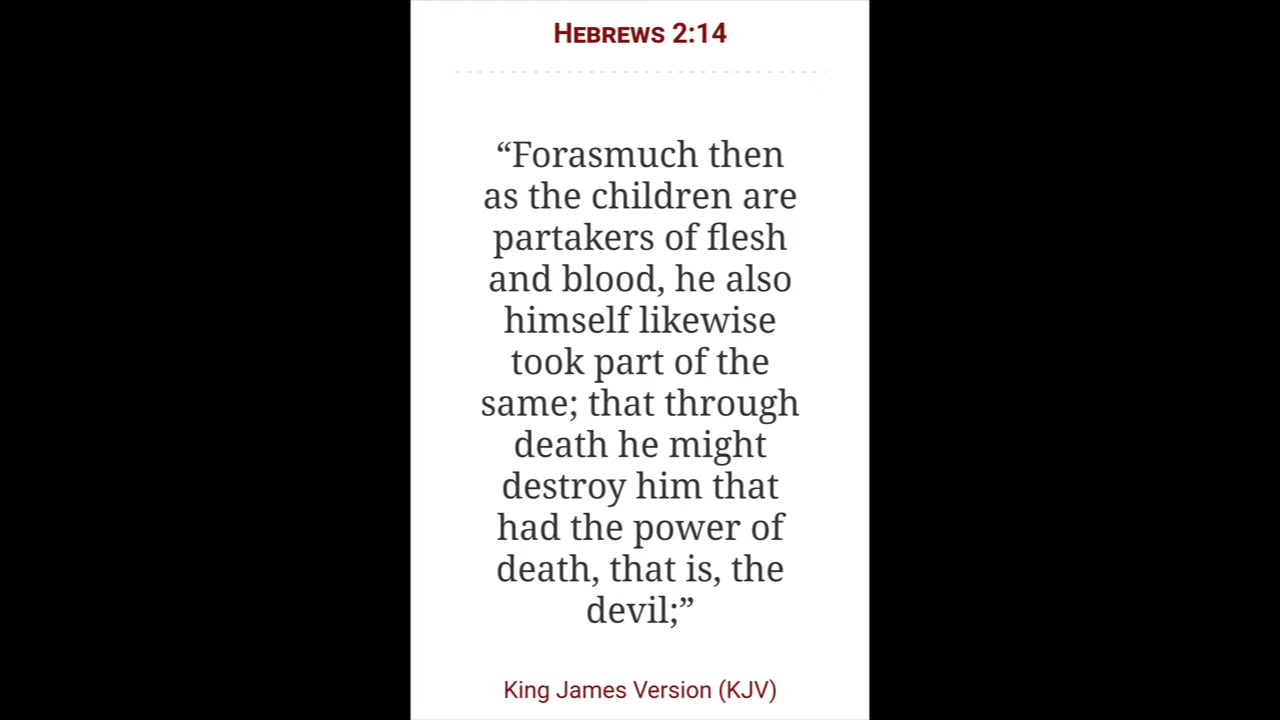 HEBREWS 2:14
“Forasmuch then
as the children are
partakers of flesh
and blood, he also
himself likewise
took part of the
same; that through
death he might
destroy him that
had the power of
death, that is, the
devil;”
King James Version (KJV)